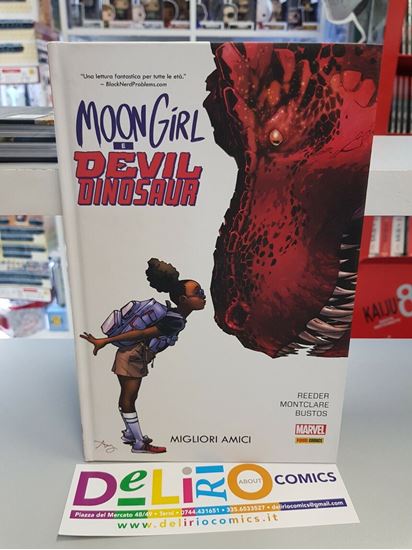 "Una lettura fantastica per tutte le età."
— BlackNerdProblems.com
MOON GIRL
E
DEVIL
DINOSAUR
REEDER
MONTCLARE
BUSTOS
MARVEL
PANINI COMICS
MIGLIORI AMICI
KAIJU 8
DeLiRiO ABOUT COMICS
Piazza del Mercato 48/49 • Terni • 0744.431651 • 335.6533527 • deliriocomics@gmail.com
www.deliriocomics.it